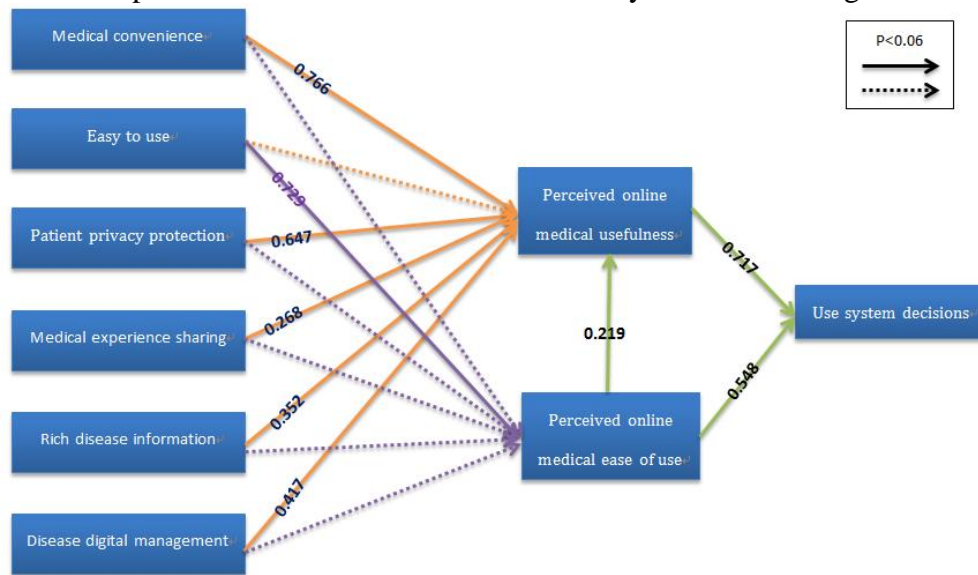 Medical convenience
P<0.06
0.766
Easy to use
0.729
Perceived online
medical usefulness
Patient privacy protection
0.647
0.717
0.268
Medical experience sharing
Use system decisions
0.219
0.548
0.352
Perceived online
medical ease of use
Rich disease information
0.417
Disease digital management